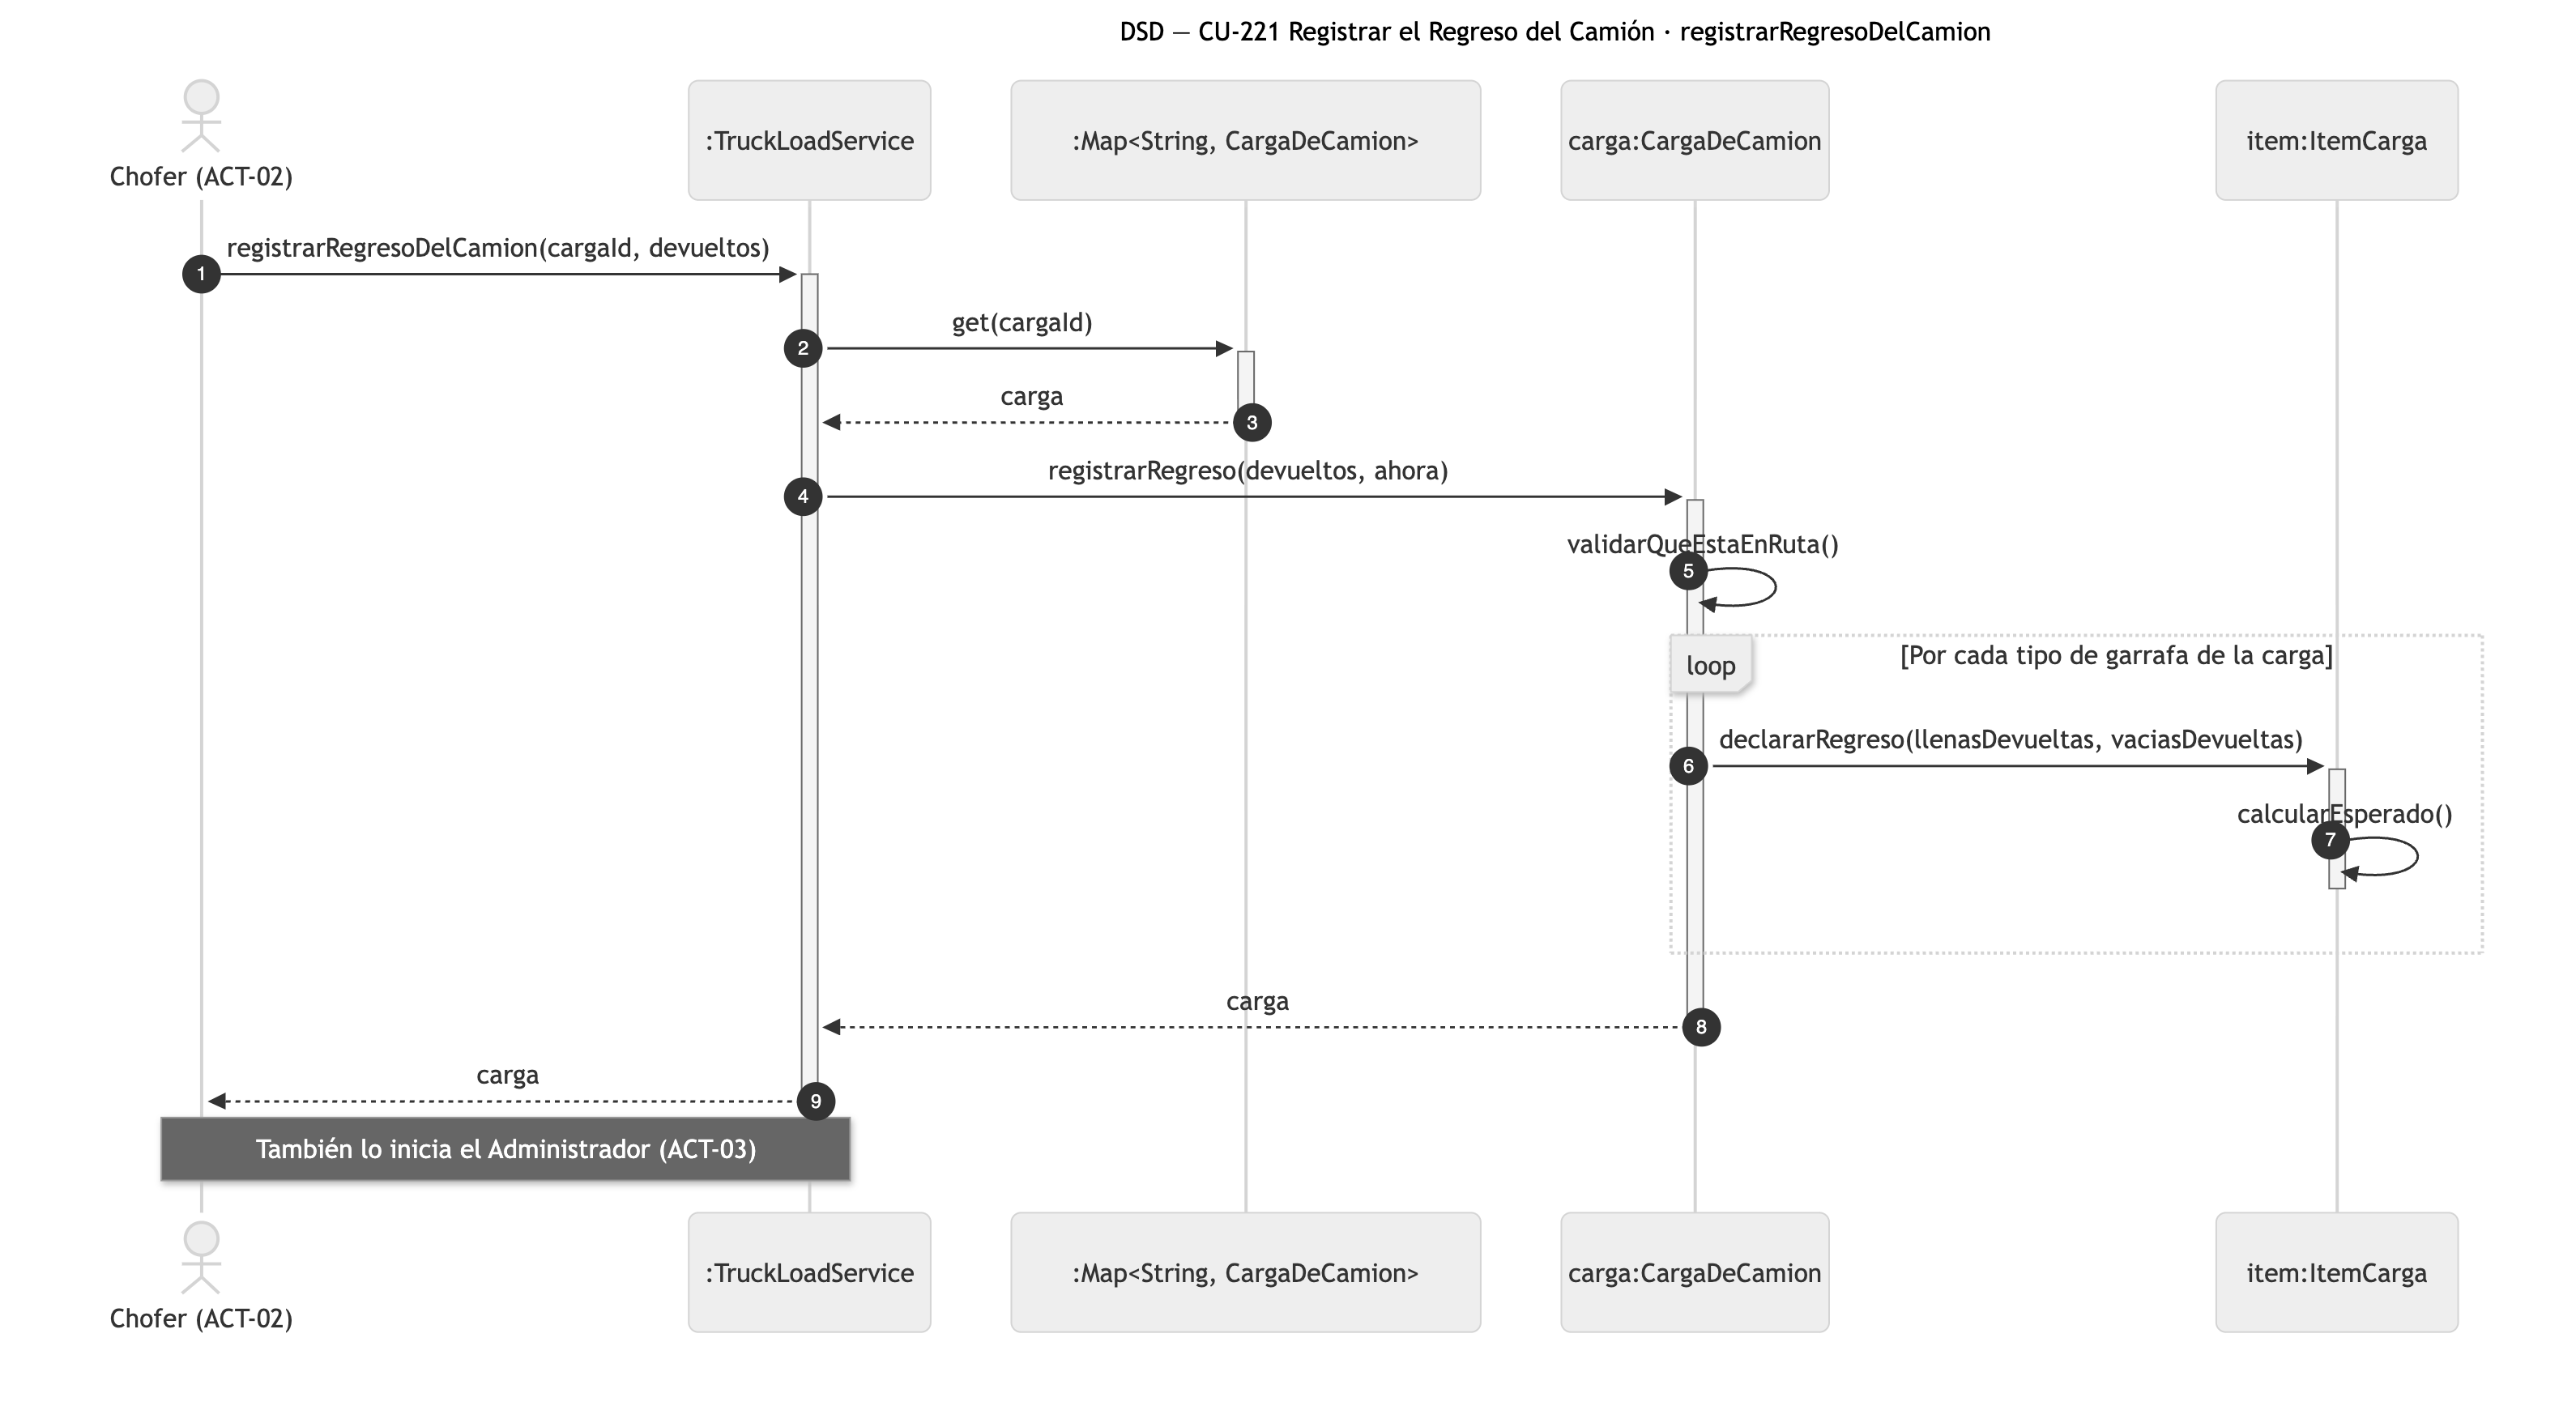 DSD — CU-221 Registrar el Regreso del Camión · registrarRegresoDelCamion
Chofer (ACT-02)
:TruckLoadService
:Map<String, CargaDeCamion>
carga:CargaDeCamion
item:ItemCarga
registrarRegresoDelCamion(cargaId, devueltos)
1
get(cargaId)
2
carga
3
registrarRegreso(devueltos, ahora)
4
validarQueEstaEnRuta()
5
loop
[Por cada tipo de garrafa de la carga]
declararRegreso(llenasDevueltas, vaciasDevueltas)
6
calcularEsperado()
7
carga
8
carga
9
También lo inicia el Administrador (ACT-03)
Chofer (ACT-02)
:TruckLoadService
:Map<String, CargaDeCamion>
carga:CargaDeCamion
item:ItemCarga